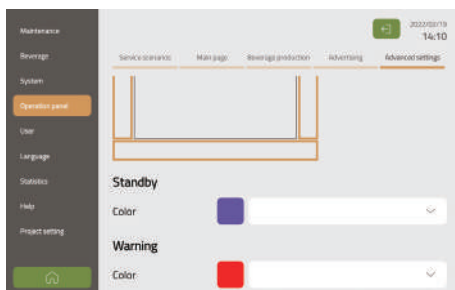 Maintenance
2022/02/19
14:10
Beverage
Service scenarios
Main page
Beverage production
Advertising
Advanced settings
System
Operation panel
User
Language
Statistics
Help
Project setting
Standby
Color
Warning
Color